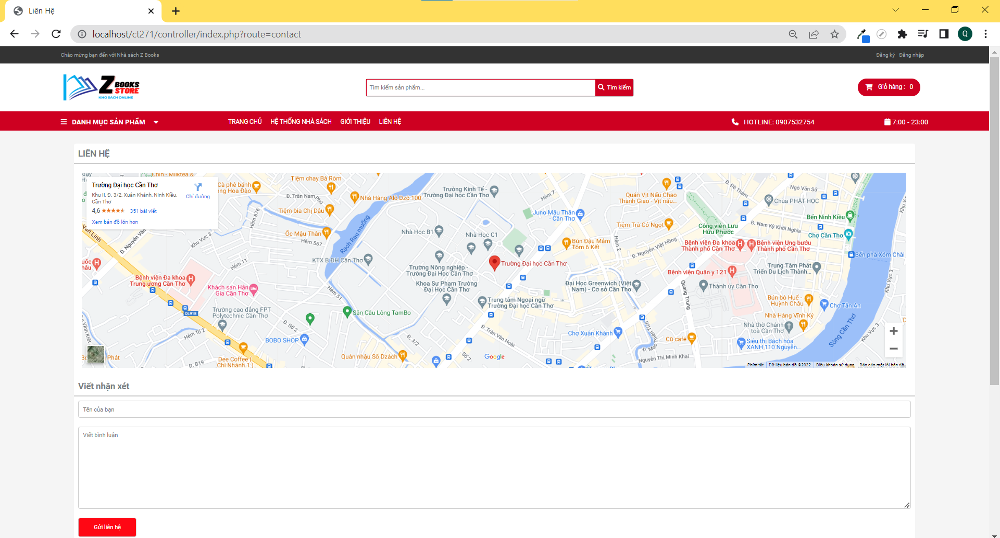 Liên Hệ
localhost/ct271/controller/index.php?route=contact
Q
Chào mừng bạn đến với Nhà sách Z Books
Đăng ký Đăng nhập
Z BOOKS
STORE
KHO SÁCH ONLINE
Tìm kiếm sản phẩm...
Tìm kiếm
Giỏ hàng : 0
DANH MỤC SẢN PHẨM
TRANG CHỦ
HỆ THỐNG NHÀ SÁCH
GIỚI THIỆU
LIÊN HỆ
HOTLINE: 0907532754
7:00 - 23:00
LIÊN HỆ
Trường Đại học Cần Thơ
Khu II, Đ. 3/2, Xuân Khánh, Ninh Kiều,
Cần Thơ
Chỉ đường
4,6
351 bài viết
Xem bản đồ lớn hơn
Chin - Milktea &
Cà phê bánh
ông Hoa Đào
Tiệm chay Bà Ròm
Đ. Trần Nam Phú
Nhà Hàng Alô Dzô 100
Tiệm bia Chị Dậu
Ốc Mậu Thân
Hẻm 567
Hẻm 876
Khu Vực 3
Đ. Nguyễn Văn
Văn Linh
Rạch Rau muống
Trường Kinh Tế -
Trường Đại học Cần Thơ
Hẻm 7
Juno Mậu Thân
- Cần Thơ
Nhà Học B1
Nhà Học C1
KTX B ĐH Cần Thơ
Trường Nông nghiệp -
Trường Đại Học Cần Thơ
Khoa Sư Phạm Trường
Đại Học Cần Thơ
Trường Đại học Cần Thơ
Bún Đậu Mắm
Tôm 6 Kết
Quán Vịt Nấu Chao
Thành Giao - Vịt nấu...
Tiệm Trà Cỏ Ngọt
Hẻm 2
Đ. Nguyễn Việt Hồng
Công viên Lưu
Hữu Phước
Đ. Đề Thám
Ngô Văn Sở
Chùa PHẬT HỌC
Bến Ninh Kiều
Đ. Nam Kỳ Khởi Nghĩa
Chợ Cần Thơ
Bệnh viện Đa khoa
Thành phố Cần Thơ
Bệnh viện Ung bướu
Thành phố Cần Thơ
Bến phà Xóm Chài
Trung Tâm Phát
Triển Du Lịch Thành...
Bệnh viện Quân y 121
Thành ủy Cần Thơ
Khu Vực 3
Hẻm 11
Bệnh viện Đa khoa
Trung ương Cần Thơ
Khách sạn Hân
Gia Cần Thơ
Hẻm 51
QL91B
Trường cao đẳng FPT
Polytechnic Cần Thơ
Sân Cầu Lông TamBo
Trung tâm Ngoại ngữ
Trường Đại học Cần Thơ
Đại Học Greenwich (Việt
Nam) - Cơ sở Cần Thơ
Quang Trung
Bún bò Huế -
Huỳnh Châu
Chợ Tân An
Nhà Hàng Vĩnh Ký
Nhà thờ Chánh
toà Cần Thơ
Sông Cần Thơ
Khu Vực 3
Hẻm Tổ 2
Đ. Số 2
BOBO SHOP
Đ. 3/2
Đ. Trần Văn Hoài
Chợ Xuân Khánh
Cũ café
Siêu thị Bách hóa
XANH 110 Nguyễn...
Đ. B19
Dee Coffee (
Chi Nhánh 1 )
Quán nhậu Số Dzách
Số 2
Google
Nguyễn Thị Minh Khai
Phát
Phím tắt
Dữ liệu bản đồ ©2022
Điều khoản sử dụng
Báo cáo một lỗi bản đồ
Viết nhận xét
Tên của bạn
Viết bình luận
Gửi liên hệ